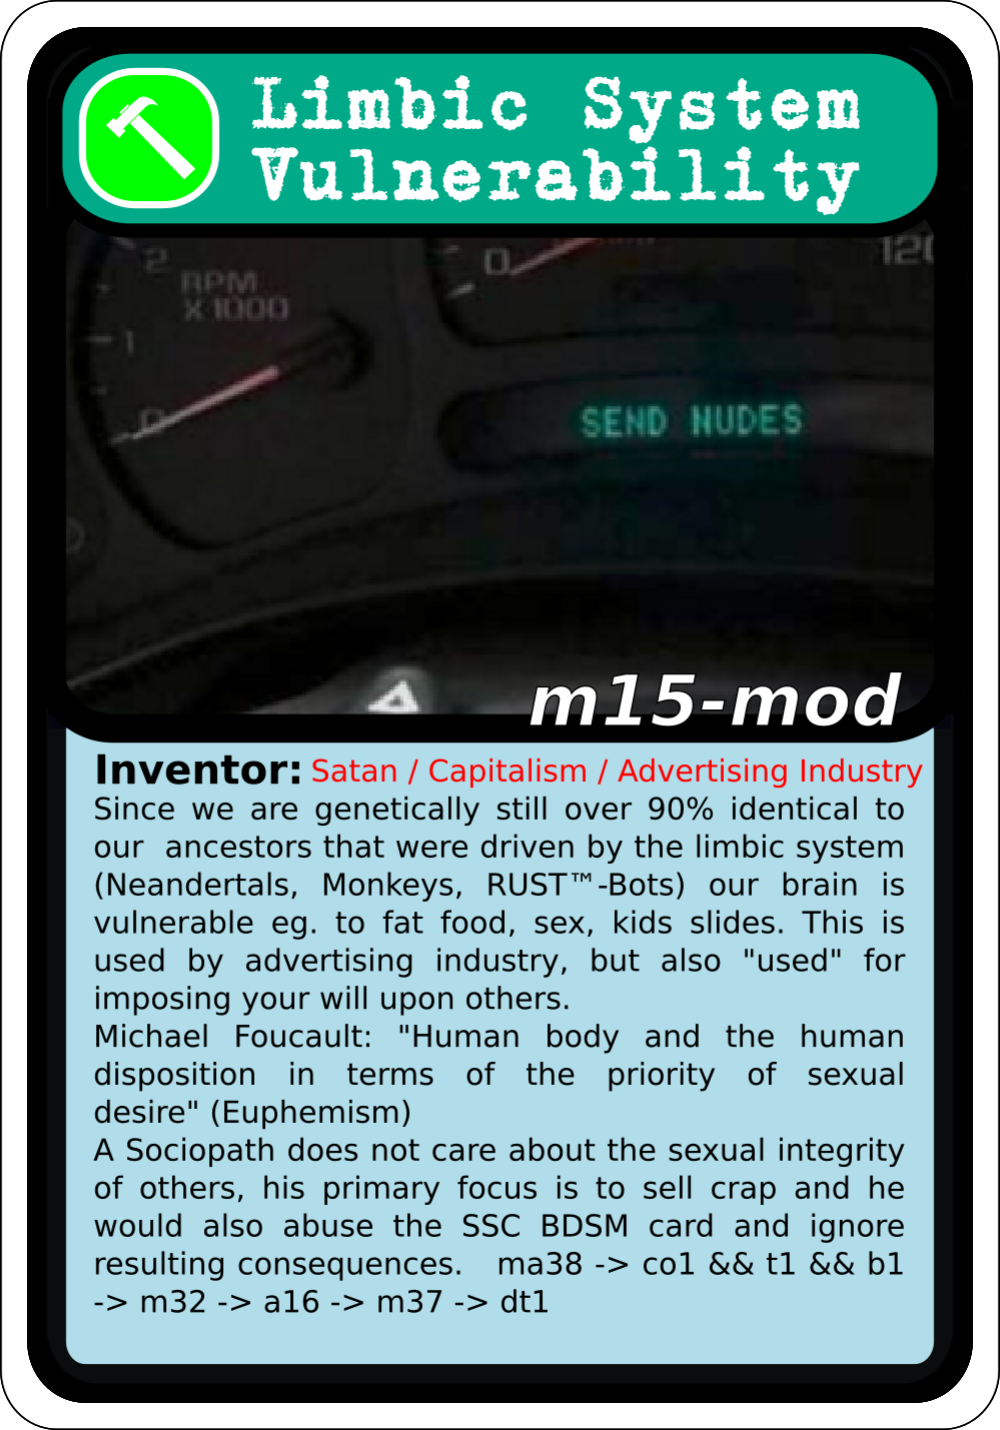 Limbic System
Vulnerability
2
RPM
X 1000
1
0
0
120
SEND NUDES
m15-mod
Inventor: Satan / Capitalism / Advertising Industry
Since we are genetically still over 90% identical to
our ancestors that were driven by the limbic system
(Neandertals, Monkeys, RUST™-Bots) our brain is
vulnerable eg. to fat food, sex, kids slides. This is
used by advertising industry, but also "used" for
imposing your will upon others.
Michael Foucault: "Human body and the human
disposition in terms of the priority of sexual
desire" (Euphemism)
A Sociopath does not care about the sexual integrity
of others, his primary focus is to sell crap and he
would also abuse the SSC BDSM card and ignore
resulting consequences. ma38 -> co1 && t1 && b1
-> m32 -> a16 -> m37 -> dt1